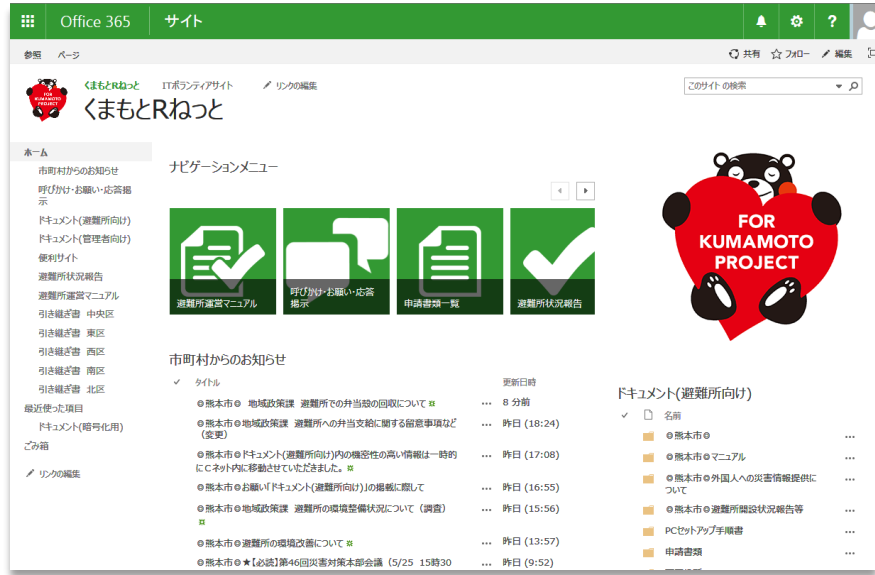 Office 365 サイト ?
参照 ページ 共有 フォロー 編集
FOR
KUMAMOTO
PROJECT
くまもとRねっと ITボランティアサイト リンクの編集
くまもとRねっと
このサイト の検索
ホーム
市町村からのお知らせ
呼びかけ・お願い・応答掲
示
ドキュメント(避難所向け)
ドキュメント(管理者向け)
便利サイト
避難所状況報告
避難所運営マニュアル
引き継ぎ書 中央区
引き継ぎ書 東区
引き継ぎ書 西区
引き継ぎ書 南区
引き継ぎ書 北区
最近使った項目
ドキュメント(暗号化用)
ごみ箱
リンクの編集
ナビゲーションメニュー
避難所運営マニュアル
呼びかけ・お願い・応答
掲示
申請書類一覧
避難所状況報告
市町村からのお知らせ
タイトル 更新日時
◎熊本市◎ 地域政策課 避難所での弁当殻の回収について ... 8 分前
◎熊本市◎地域政策課 避難所への弁当支給に関する留意事項など
(変更) ... 昨日 (18:24)
◎熊本市◎ドキュメント(避難所向け)内の機密性の高い情報は一時的
にCネット内に移動させていただきました。 ... 昨日 (17:08)
◎熊本市◎お願い「ドキュメント(避難所向け)」の掲載に際して ... 昨日 (16:55)
◎熊本市◎地域政策課 避難所の環境整備状況について（調査） ... 昨日 (15:56)
◎熊本市◎避難所の環境改善について ... 昨日 (13:57)
◎熊本市◎★【必読】第46回災害対策本部会議（5/25 15時30 ... 昨日 (9:52)
FOR
KUMAMOTO
PROJECT
ドキュメント(避難所向け)
名前
◎熊本市◎ ...
◎熊本市◎マニュアル ...
◎熊本市◎外国人への災害情報提供に
ついて ...
◎熊本市◎避難所開設状況報告等 ...
PCセットアップ手順書 ...
申請書類 ...